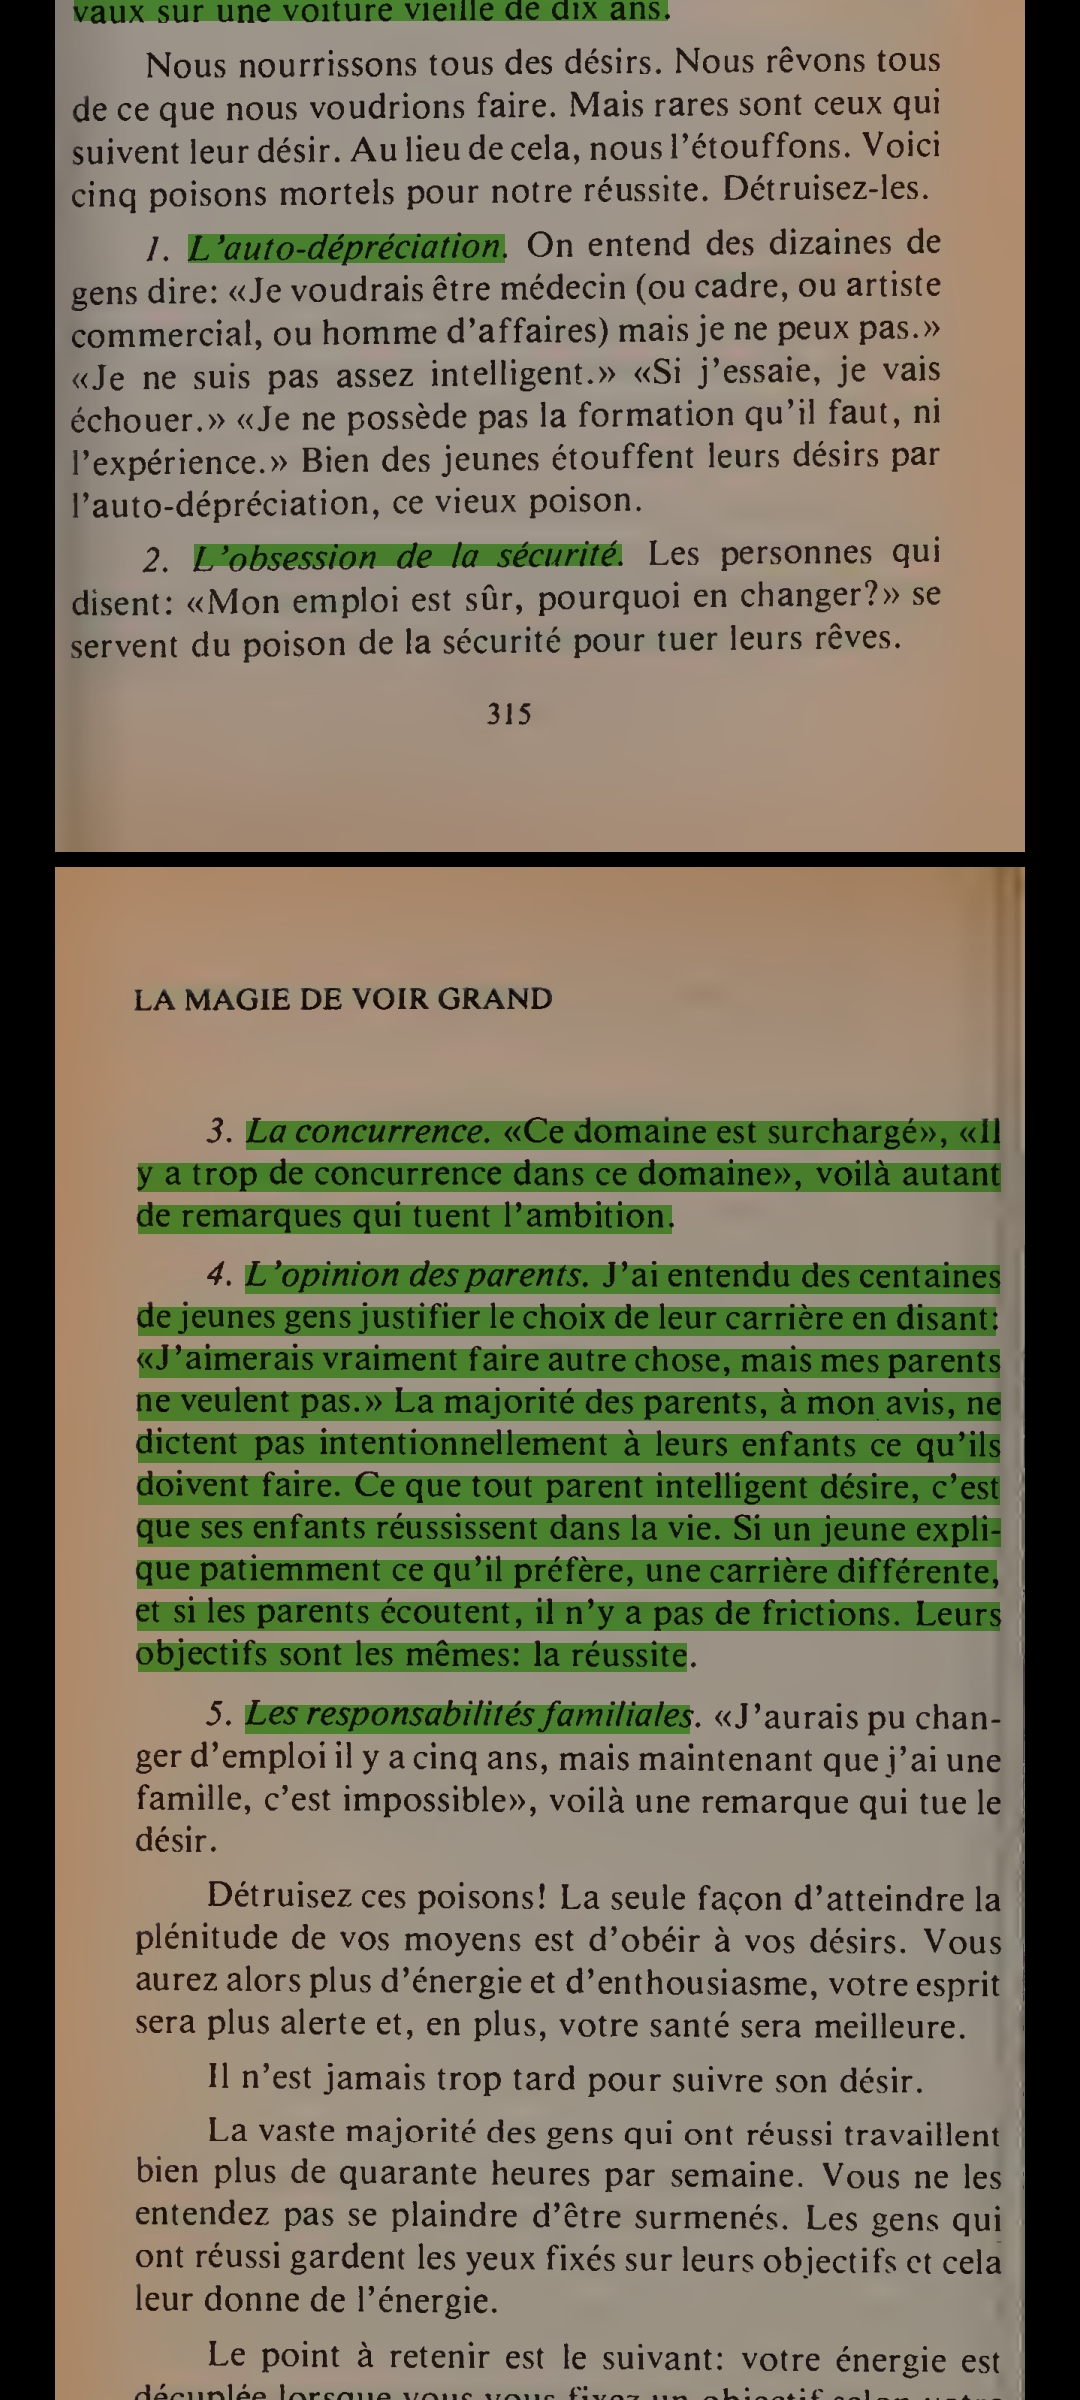 vaux sur une voiture vieille de dix ans.
Nous nourrissons tous des désirs. Nous rêvons tous
de ce que nous voudrions faire. Mais rares sont ceux qui
suivent leur désir. Au lieu de cela, nous l'étouffons. Voici
cinq poisons mortels pour notre réussite. Détruisez-les.
1. L'auto-dépréciation. On entend des dizaines de
gens dire: «Je voudrais être médecin (ou cadre, ou artiste
commercial, ou homme d'affaires) mais je ne peux pas.»
«Je ne suis pas assez intelligent.» «Si j'essaie, je vais
échouer.» «Je ne possède pas la formation qu'il faut, ni
l'expérience.» Bien des jeunes étouffent leurs désirs par
l'auto-dépréciation, ce vieux poison.
2. L'obsession de la sécurité. Les personnes qui
disent: «Mon emploi est sûr, pourquoi en changer?» se
servent du poison de la sécurité pour tuer leurs rêves.
315
LA MAGIE DE VOIR GRAND
3. La concurrence. «Ce domaine est surchargé», «Il
y a trop de concurrence dans ce domaine», voilà autant
de remarques qui tuent l'ambition.
4. L'opinion des parents. J'ai entendu des centaines
de jeunes gens justifier le choix de leur carrière en disant:
«J'aimerais vraiment faire autre chose, mais mes parents
ne veulent pas.» La majorité des parents, à mon avis, ne
dictent pas intentionnellement à leurs enfants ce qu'ils
doivent faire. Ce que tout parent intelligent désire, c'est
que ses enfants réussissent dans la vie. Si un jeune expli-
que patiemment ce qu'il préfère, une carrière différente,
et si les parents écoutent, il n'y a pas de frictions. Leurs
objectifs sont les mêmes: la réussite.
5. Les responsabilités familiales. «J'aurais pu chan-
ger d'emploi il y a cinq ans, mais maintenant que j'ai une
famille, c'est impossible», voilà une remarque qui tue le
désir.
Détruisez ces poisons! La seule façon d'atteindre la
plénitude de vos moyens est d'obéir à vos désirs. Vous
aurez alors plus d'énergie et d'enthousiasme, votre esprit
sera plus alerte et, en plus, votre santé sera meilleure.
Il n'est jamais trop tard pour suivre son désir.
La vaste majorité des gens qui ont réussi travaillent
bien plus de quarante heures par semaine. Vous ne les
entendez pas se plaindre d'être surmenés. Les gens qui
ont réussi gardent les yeux fixés sur leurs objectifs et cela
leur donne de l'énergie.
Le point à retenir est le suivant: votre énergie est
décuplée lorsque vous vous fixez un objectif selon votre